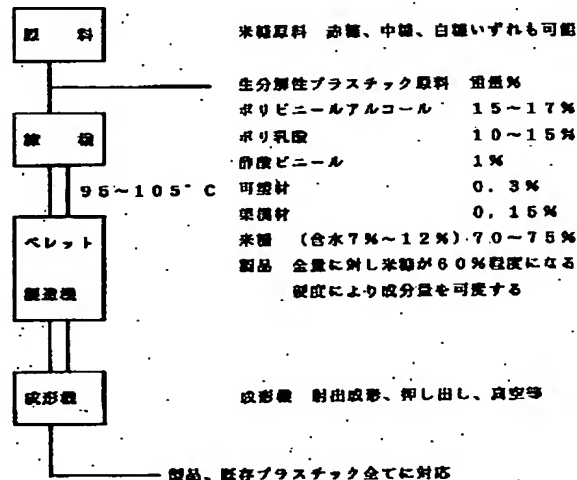 原 料
米糠原料 赤糠、中糠、白糠いずれも可能
生分解性プラスチック原料 重量%
ポリビニールアルコール 15~17%
ポリ乳酸 10~15%
酢酸ビニール 1%
可塑材 0.3%
架橋材 0.15%
米糠 (含水7%~12%) 70~75%
製品 全量に対し米糠が60%程度になる
硬度により成分量を可変する
95~105°C
ペレット
製造機
成形機
成形機 射出成形、押し出し、真空等
製品、既存プラスチック全てに対応